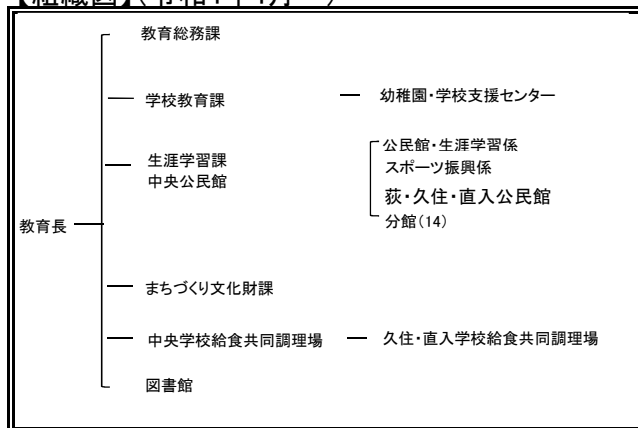 教育総務課
学校教育課
幼稚園・学校支援センター
生涯学習課
中央公民館
公民館・生涯学習係
スポーツ振興係
荻・久住・直入公民館
分館(14)
教育長
まちづくり文化財課
中央学校給食共同調理場
久住・直入学校給食共同調理場
図書館